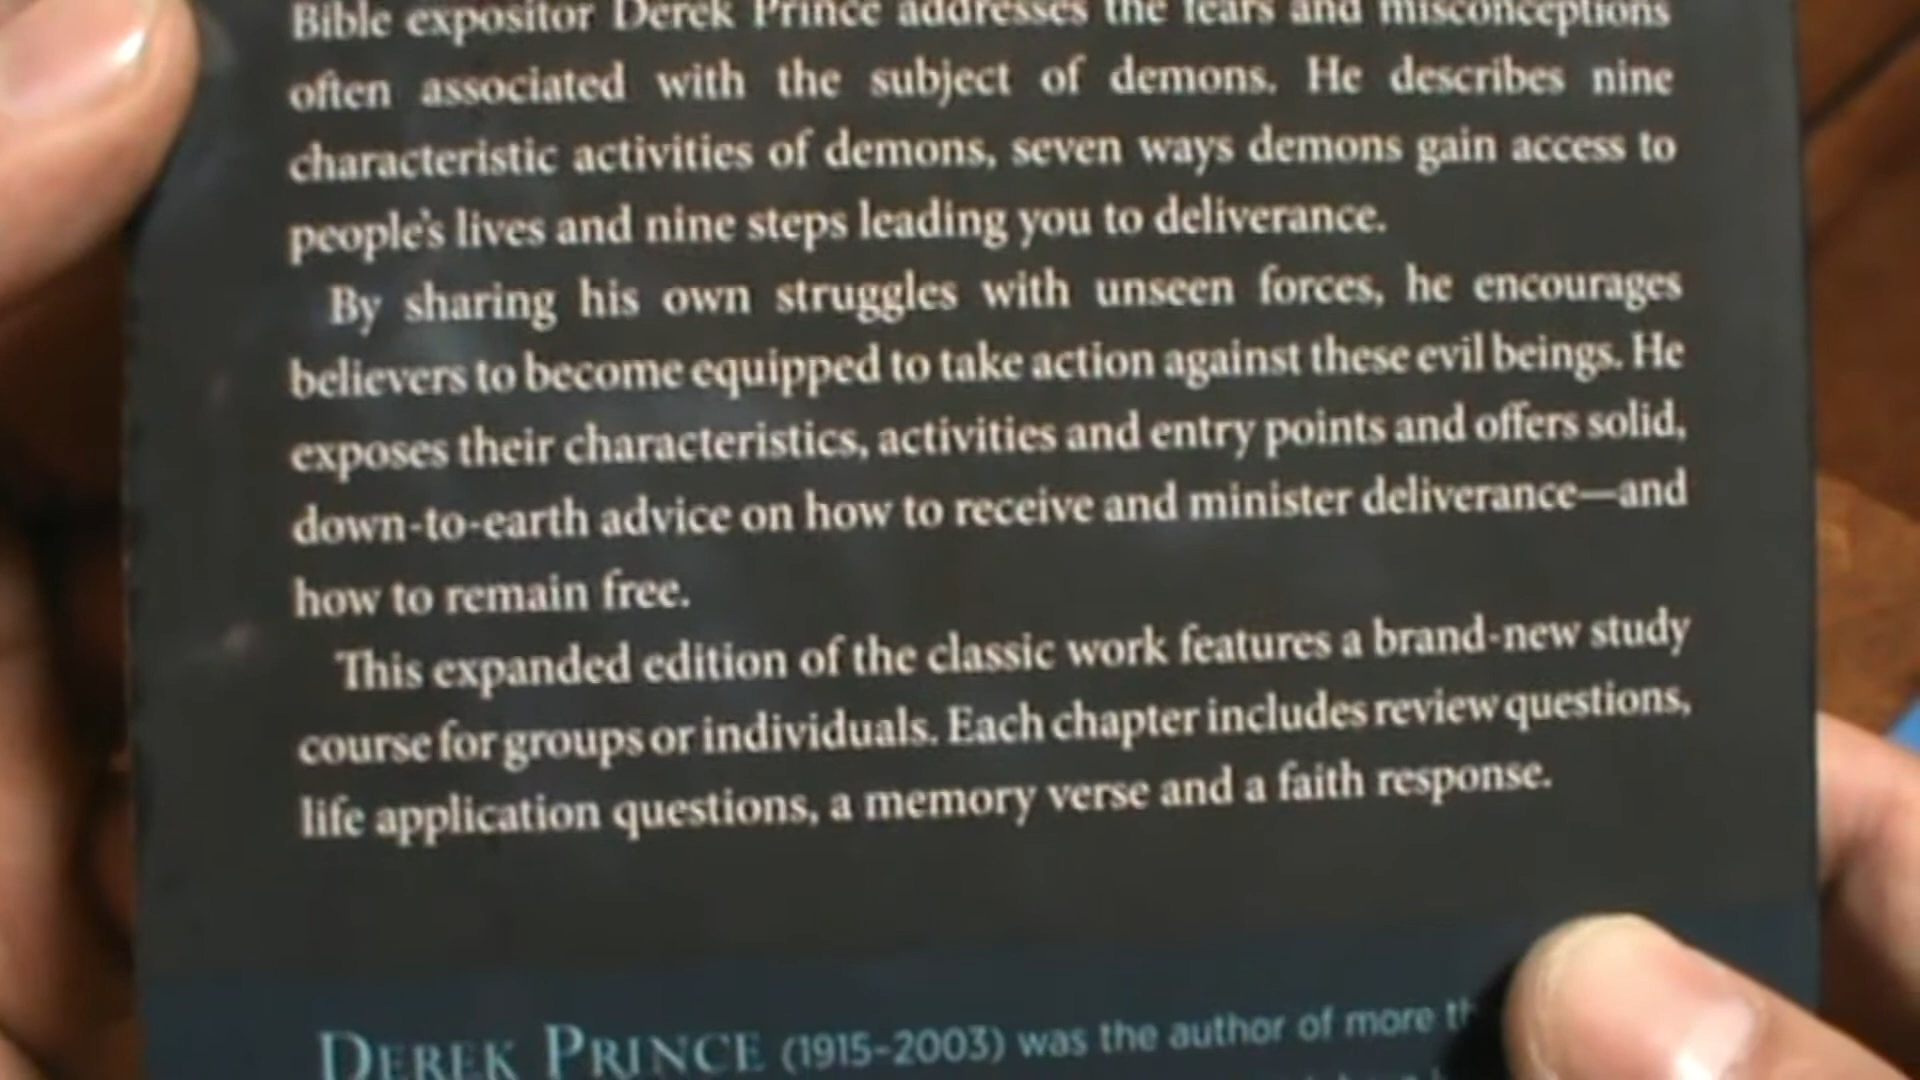 Bible expositor Derek Prince addresses the fears and misconceptions
often associated with the subject of demons. He describes nine
characteristic activities of demons, seven ways demons gain access to
people's lives and nine steps leading you to deliverance.
By sharing his own struggles with unseen forces, he encourages
believers to become equipped to take action against these evil beings. He
exposes their characteristics, activities and entry points and offers solid,
down-to-earth advice on how to receive and minister deliverance—and
how to remain free.
This expanded edition of the classic work features a brand-new study
course for groups or individuals. Each chapter includes review questions,
life application questions, a memory verse and a faith response.
DEREK PRINCE (1915–2003) was the author of more